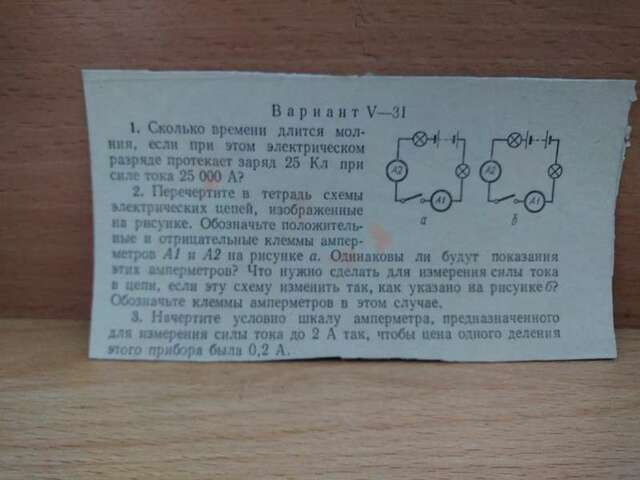 Вариант V—31
1. Сколько времени длится мол-
ния, если при этом электрическом
разряде протекает заряд 25 Кл при
силе тока 25 000 А?
2. Перечертите в тетрадь схемы
электрических цепей, изображенные
на рисунке. Обозначьте положитель-
ные и отрицательные клеммы ампер-
метров А1 и А2 на рисунке а. Одинаковы ли будут показания
этих амперметров? Что нужно сделать для измерения силы тока
в цепи, если эту схему изменить так, как указано на рисунке б?
Обозначьте клеммы амперметров в этом случае.
3. Начертите условно шкалу амперметра, предназначенного
для измерения силы тока до 2 А так, чтобы цена одного деления
этого прибора была 0,2 А.
А2
А1
а
А2
А1
б